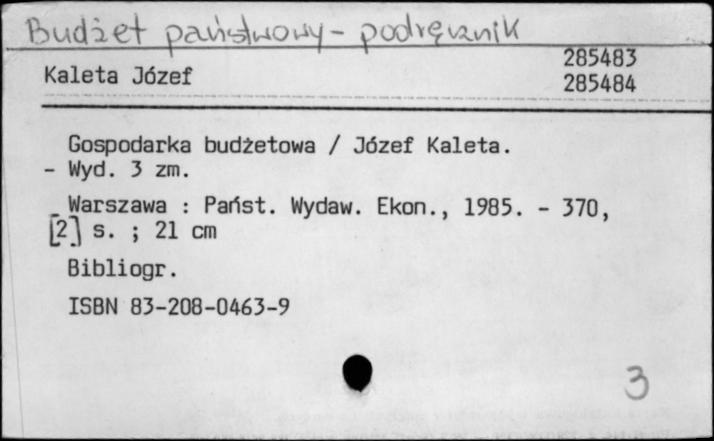 Budżet państwowy - podręcznik
285483
Kaleta Józef
285484
Gospodarka budżetowa / Józef Kaleta.
- Wyd. 3 zm.
Warszawa : Państ. Wydaw. Ekon., 1985. - 370,
[2] s. ; 21 cm
Bibliogr.
ISBN 83-208-0463-9
3